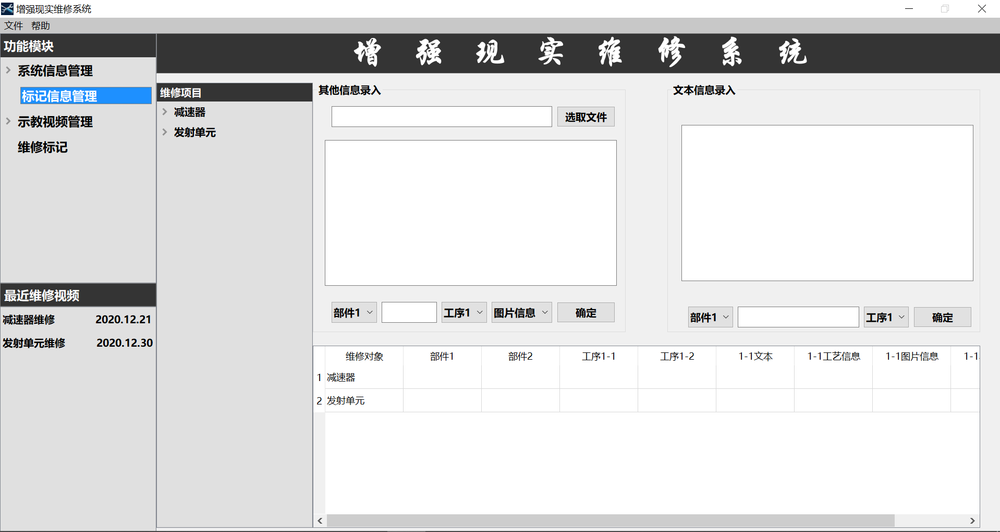 增强现实维修系统
文件 帮助
功能模块
系统信息管理
标记信息管理
示教视频管理
维修标记
最近维修视频
减速器维修 2020.12.21
发射单元维修 2020.12.30
增强现实维修系统
维修项目
减速器
发射单元
其他信息录入
选取文件
部件1 工序1 图片信息 确定
文本信息录入
部件1 工序1 确定
维修对象 部件1 部件2 工序1-1 工序1-2 1-1文本 1-1工艺信息 1-1图片信息 1-1
1 减速器
2 发射单元